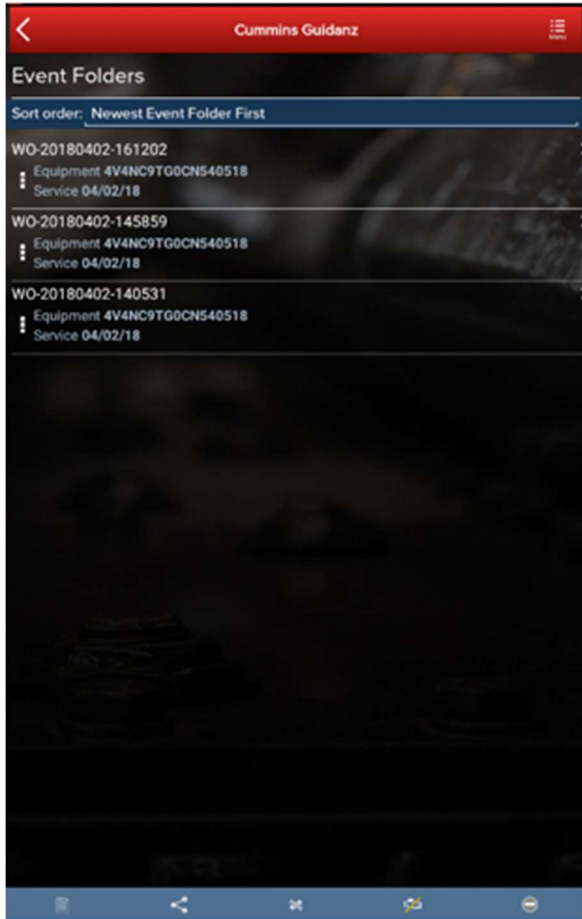 Cummins Guidanz
Menu
Event Folders
Sort order: Newest Event Folder First
WO-20180402-161202
Equipment 4V4NC9TG0CN540518
Service 04/02/18
WO-20180402-145859
Equipment 4V4NC9TG0CN540518
Service 04/02/18
WO-20180402-140531
Equipment 4V4NC9TG0CN540518
Service 04/02/18